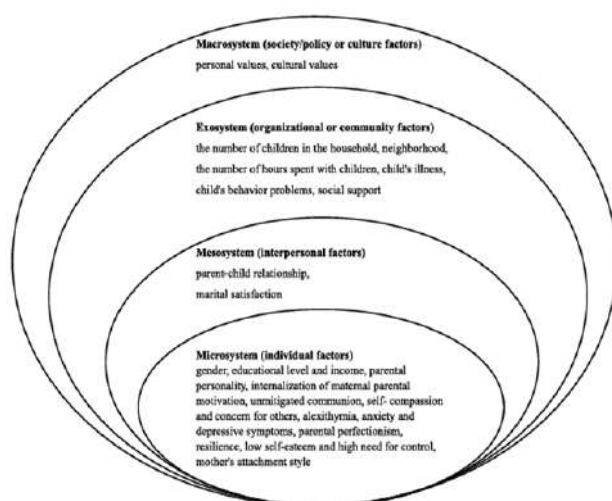 Macrosystem (society/policy or culture factors)
personal values, cultural values
Exosystem (organizational or community factors)
the number of children in the household, neighborhood,
the number of hours spent with children, child's illness,
child's behavior problems, social support
Mesosystem (interpersonal factors)
parent-child relationship,
marital satisfaction
Microsystem (individual factors)
gender, educational level and income, parental
personality, internalization of maternal parental
motivation, unmitigated communion, self- compassion
and concern for others, alexithymia, anxiety and
depressive symptoms, parental perfectionism,
resilience, low self-esteem and high need for control,
mother's attachment style